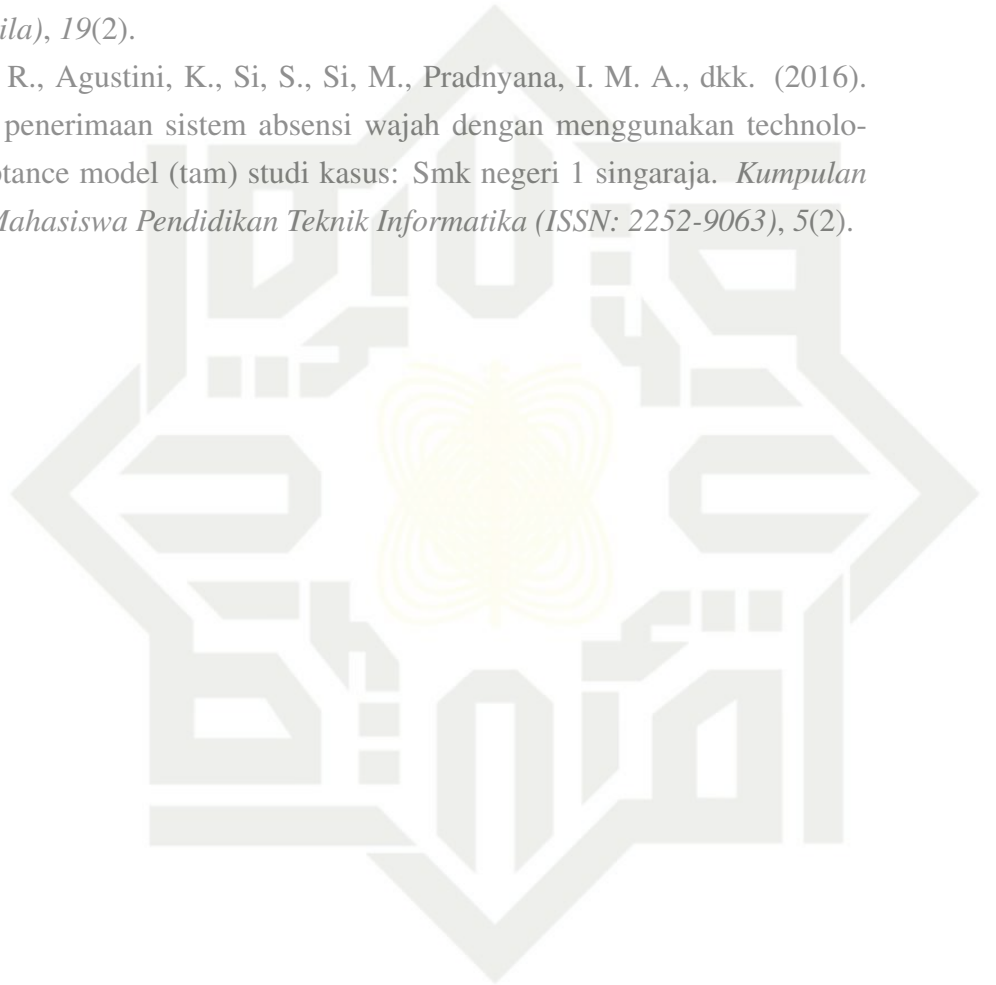 ila), 19(2).
R., Agustini, K., Si, S., Si, M., Pradnyana, I. M. A., dkk. (2016).
penerimaan sistem absensi wajah dengan menggunakan technolo-
ptance model (tam) studi kasus: Smk negeri 1 singaraja. Kumpulan
Mahasiswa Pendidikan Teknik Informatika (ISSN: 2252-9063), 5(2).